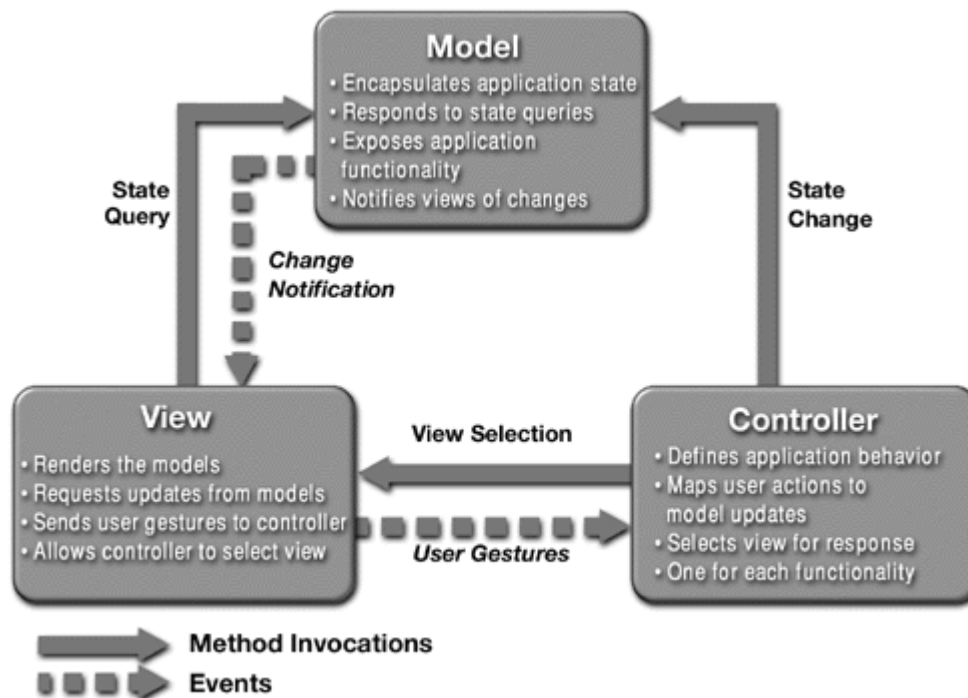 Model
• Encapsulates application state
• Responds to state queries
• Exposes application
functionality
• Notifies views of changes
State
Query
State
Change
Change
Notification
View
• Renders the models
• Requests updates from models
• Sends user gestures to controller
• Allows controller to select view
View Selection
User Gestures
Controller
• Defines application behavior
• Maps user actions to
model updates
• Selects view for response
• One for each functionality
Method Invocations
Events